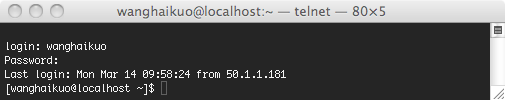 wanghaikuo@localhost:~ — telnet — 80×5
login: wanghaikuo
Password:
Last login: Mon Mar 14 09:58:24 from 50.1.1.181
[wanghaikuo@localhost ~]$